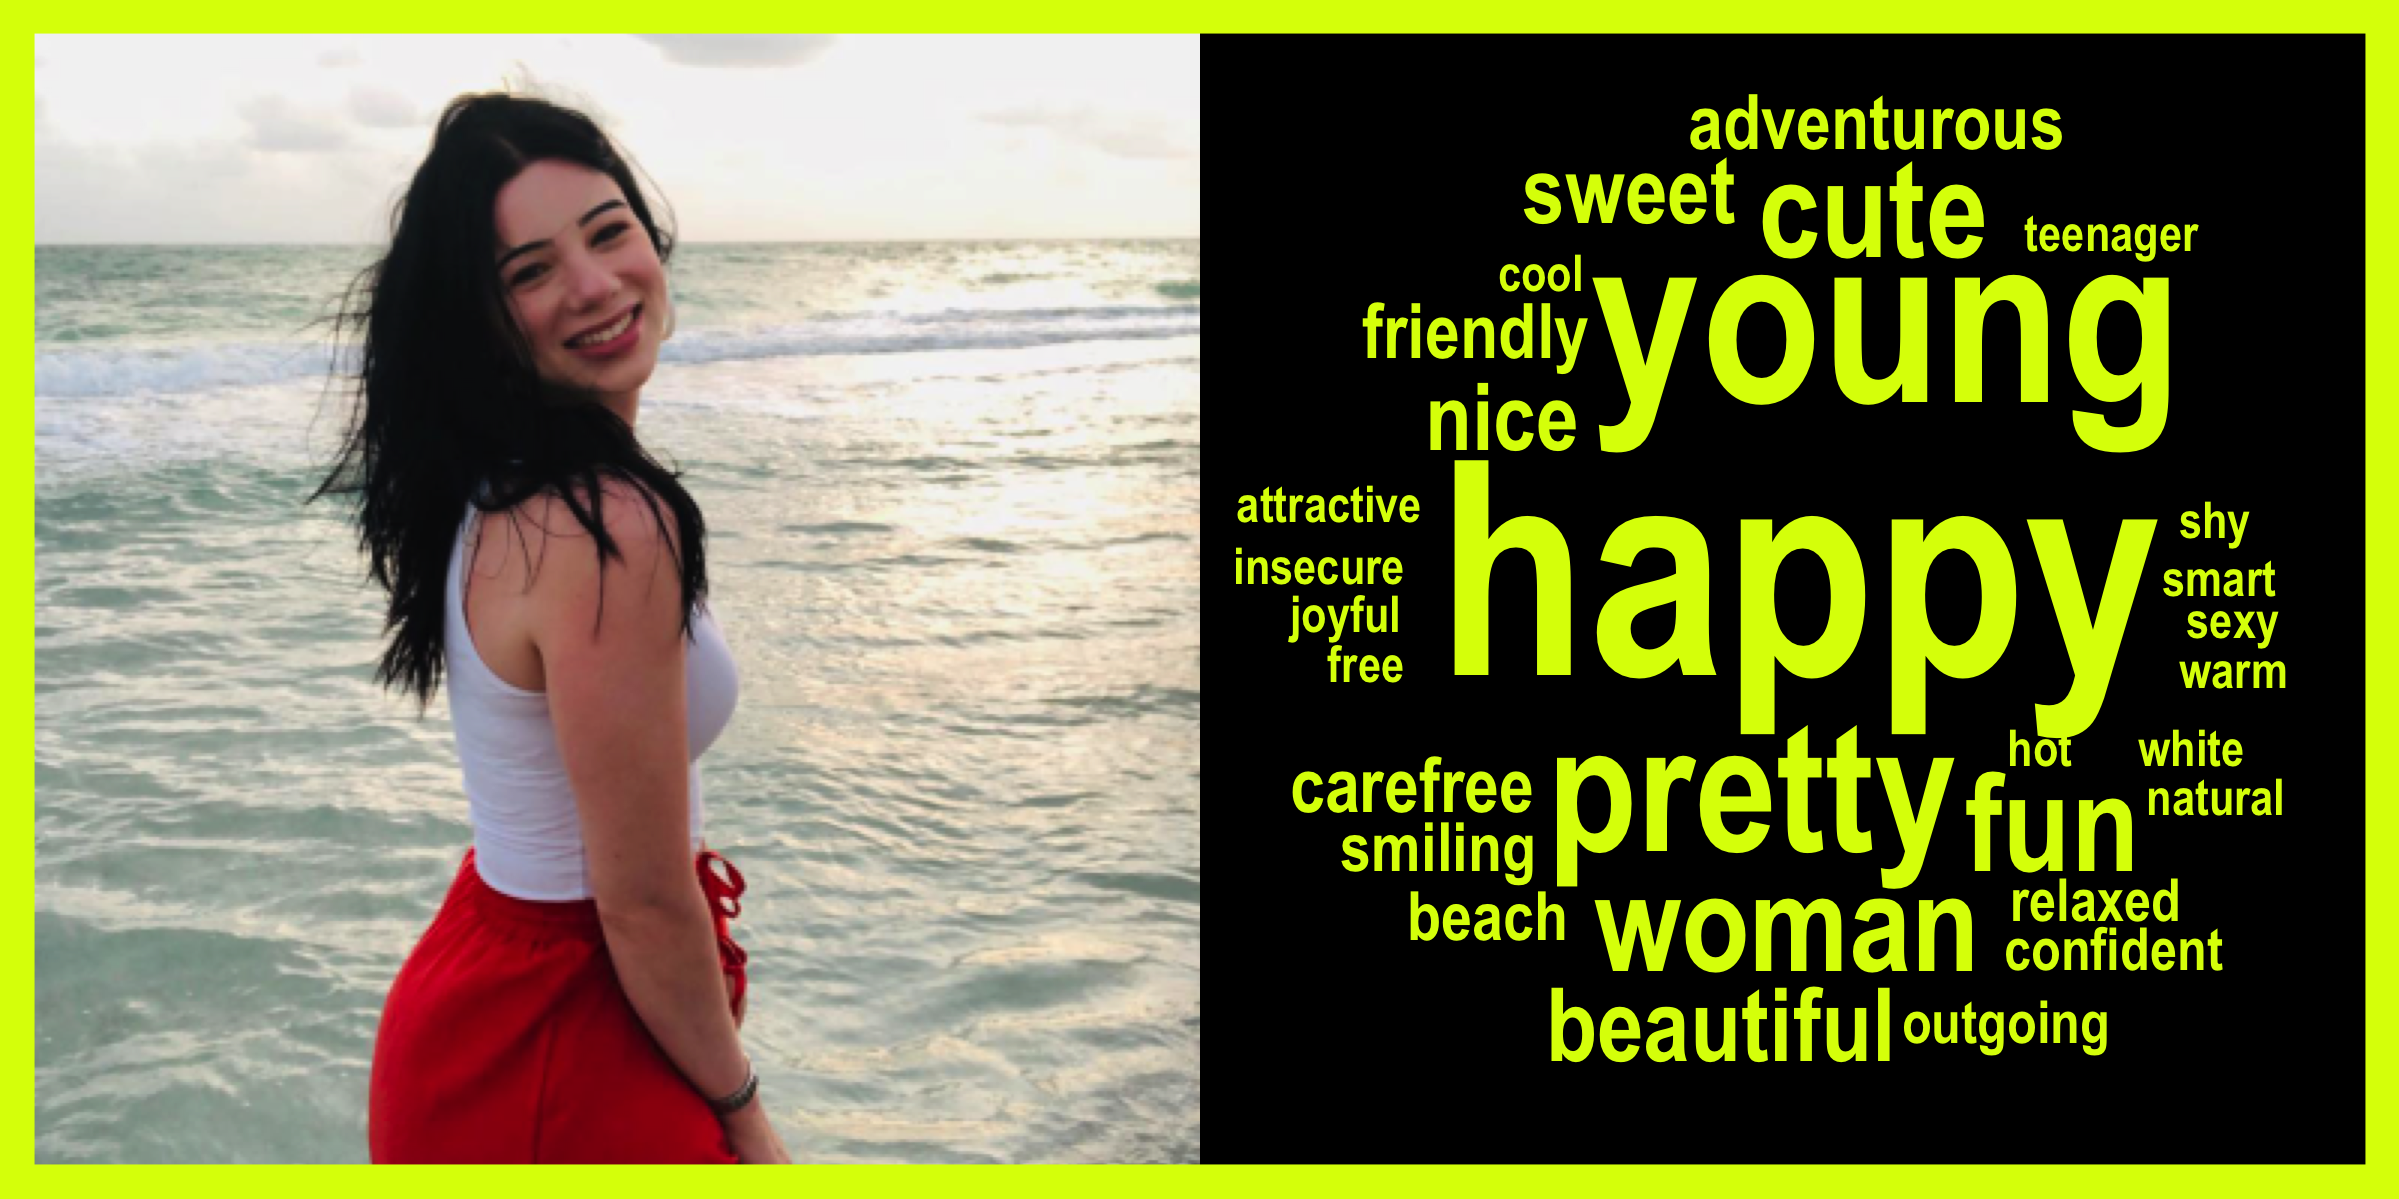 adventurous
sweet cute teenager
cool young
friendly
nice
happy
attractive shy
insecure smart
joyful sexy
free warm
pretty hot white
carefree fun natural
smiling
beach woman relaxed
confident
beautiful outgoing